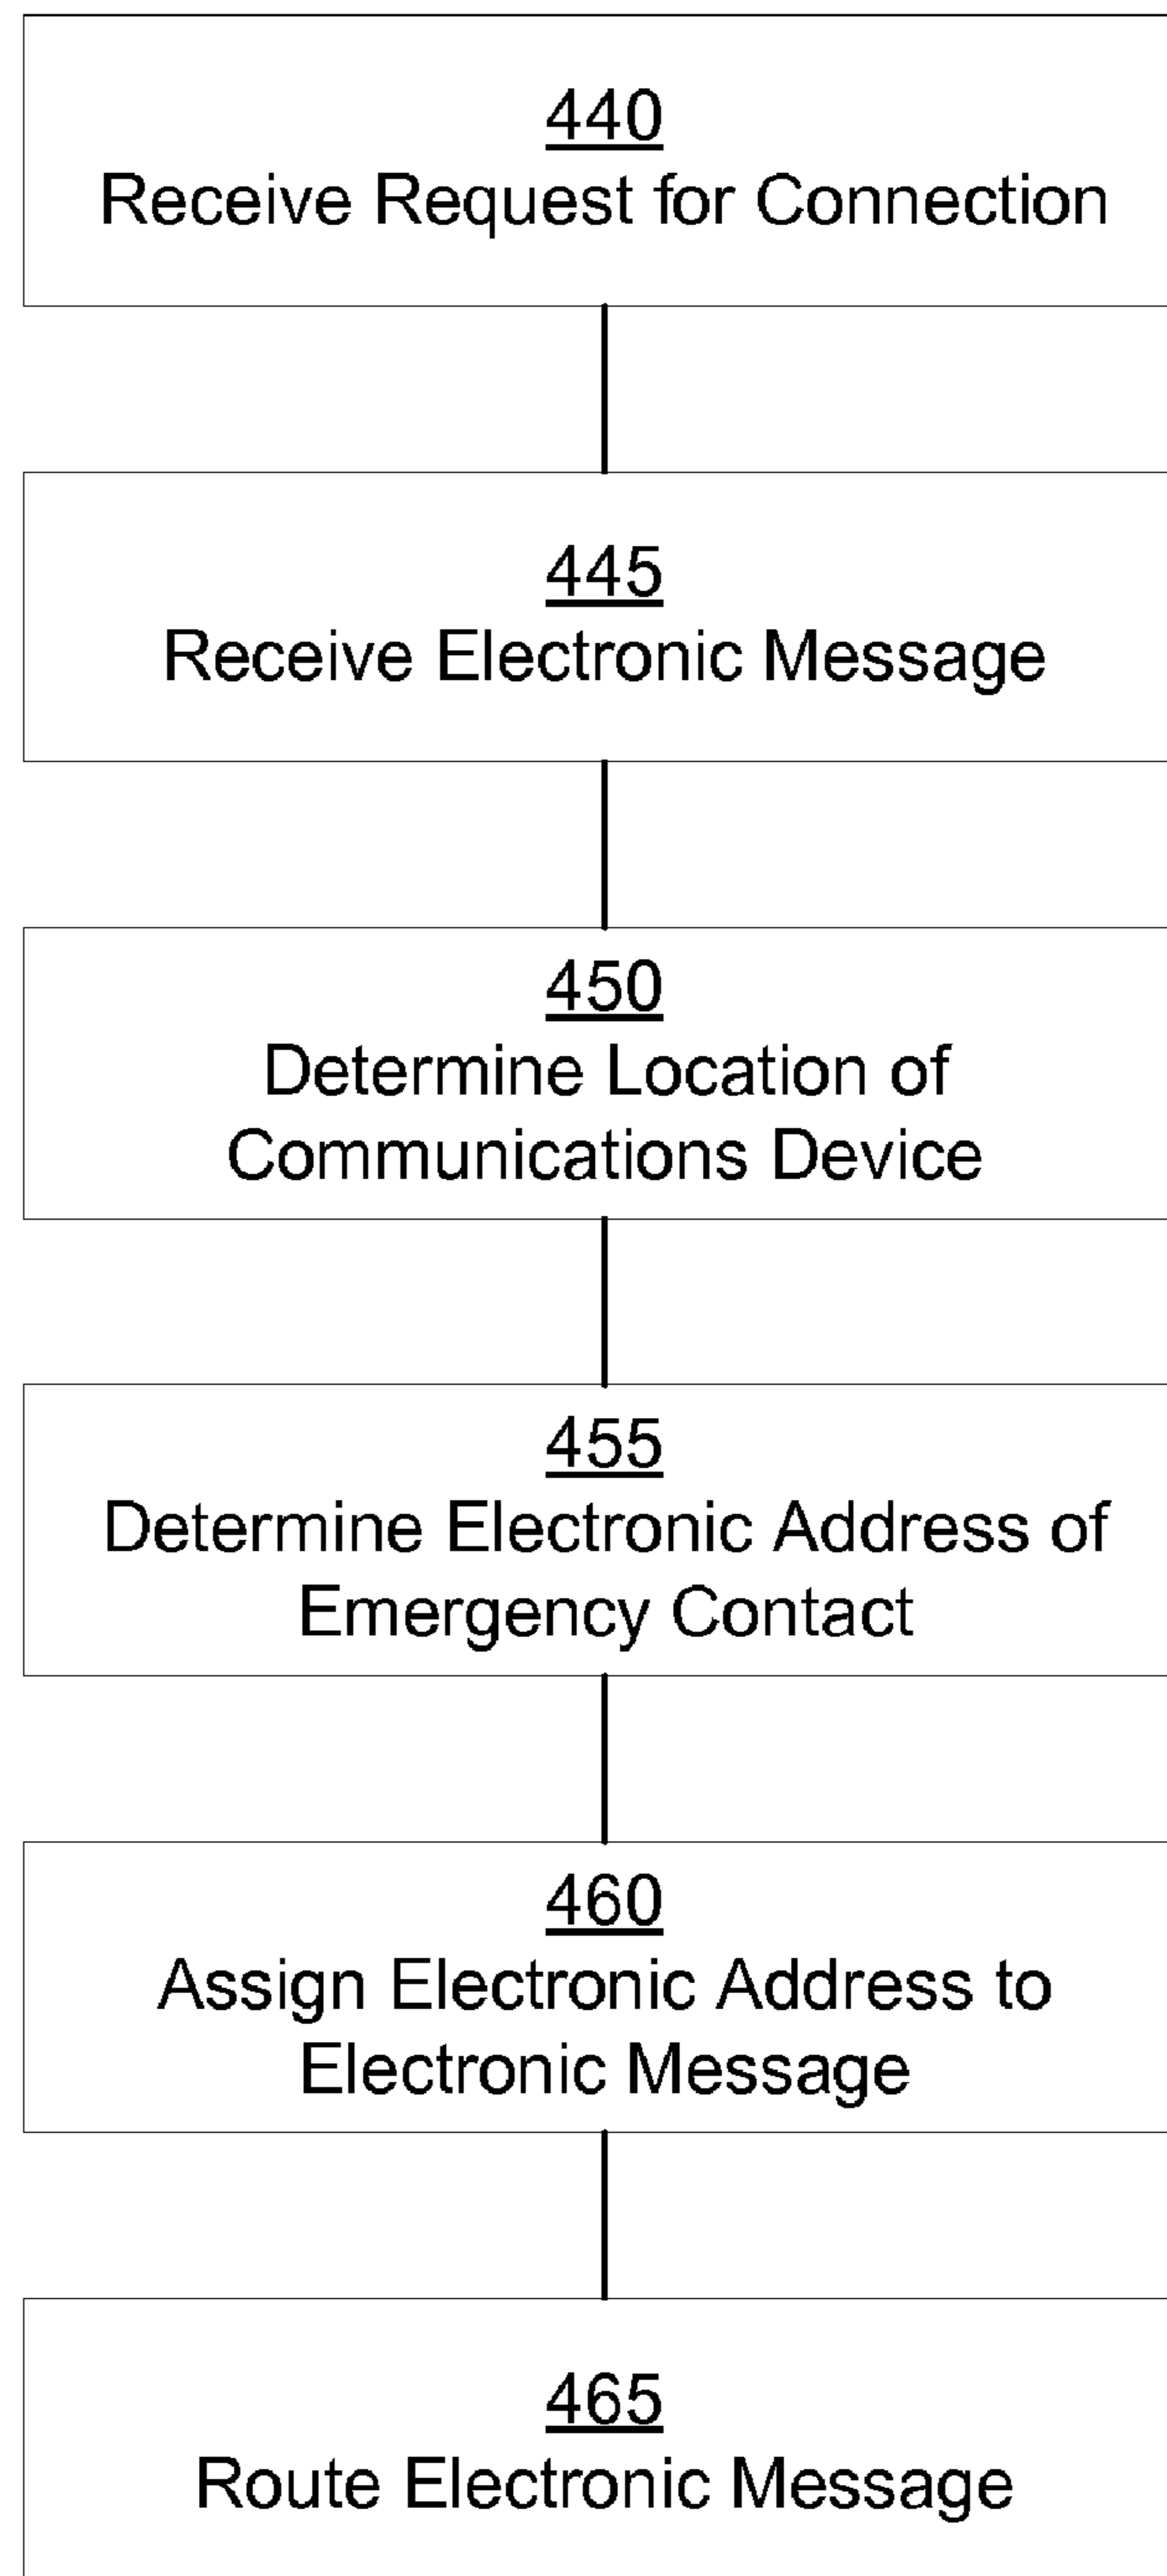 440
Receive Request for Connection
445
Receive Electronic Message
450
Determine Location of
Communications Device
455
Determine Electronic Address of
Emergency Contact
460
Assign Electronic Address to
Electronic Message
465
Route Electronic Message